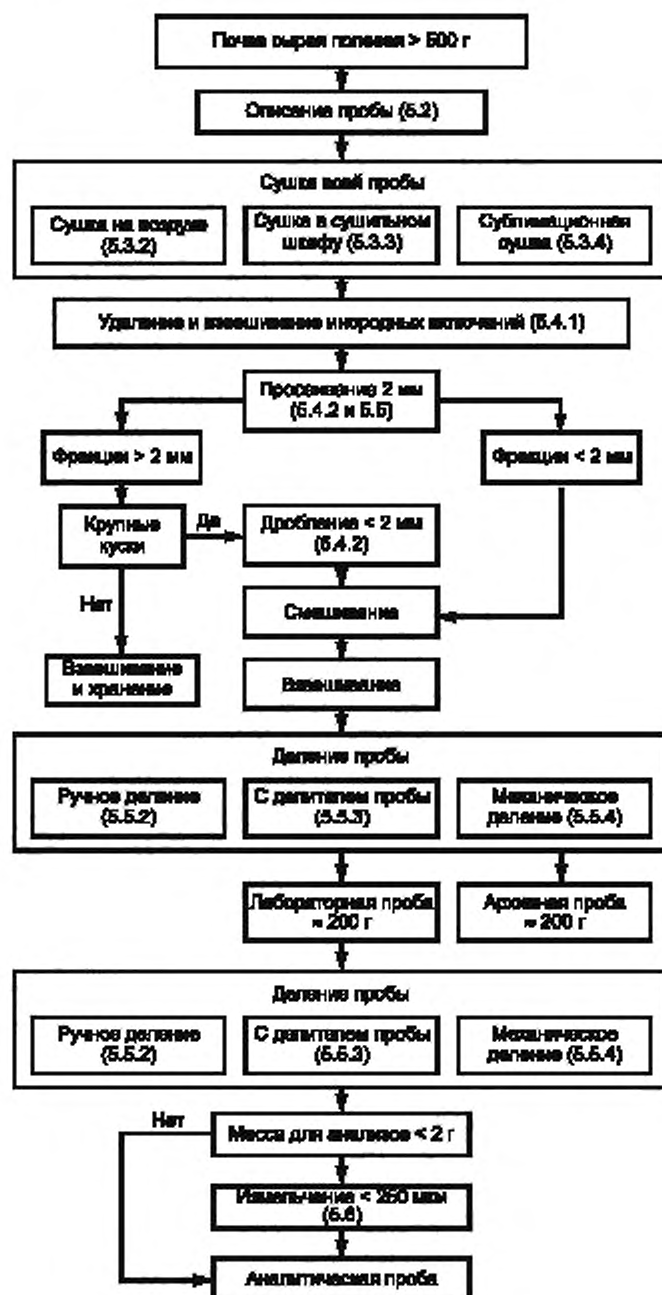 Почва сырая полевая > 500 г
Описание пробы (5.2)
Сушка всей пробы
Сушка на воздухе
(5.3.2)
Сушка в сушильном
шкафу (5.3.3)
Сублимационная
сушка (5.3.4)
Удаление и взвешивание инородных включений (5.4.1)
Просеивание 2 мм
(5.4.2 и 5.5)
Фракции > 2 мм
Фракции < 2 мм
Крупные
куски
Да
Дробление < 2 мм
(5.4.2)
Нет
Смешивание
Взвешивание
и хранение
Взвешивание
Деление пробы
Ручное деление
(5.5.2)
С делителем пробы
(5.5.3)
Механическое
деление (5.5.4)
Лабораторная проба
≈ 200 г
Архивная проба
≈ 200 г
Деление пробы
Ручное деление
(5.5.2)
С делителем пробы
(5.5.3)
Механическое
деление (5.5.4)
Нет
Масса для анализов < 2 г
Измельчение < 250 мкм
(5.6)
Аналитическая проба